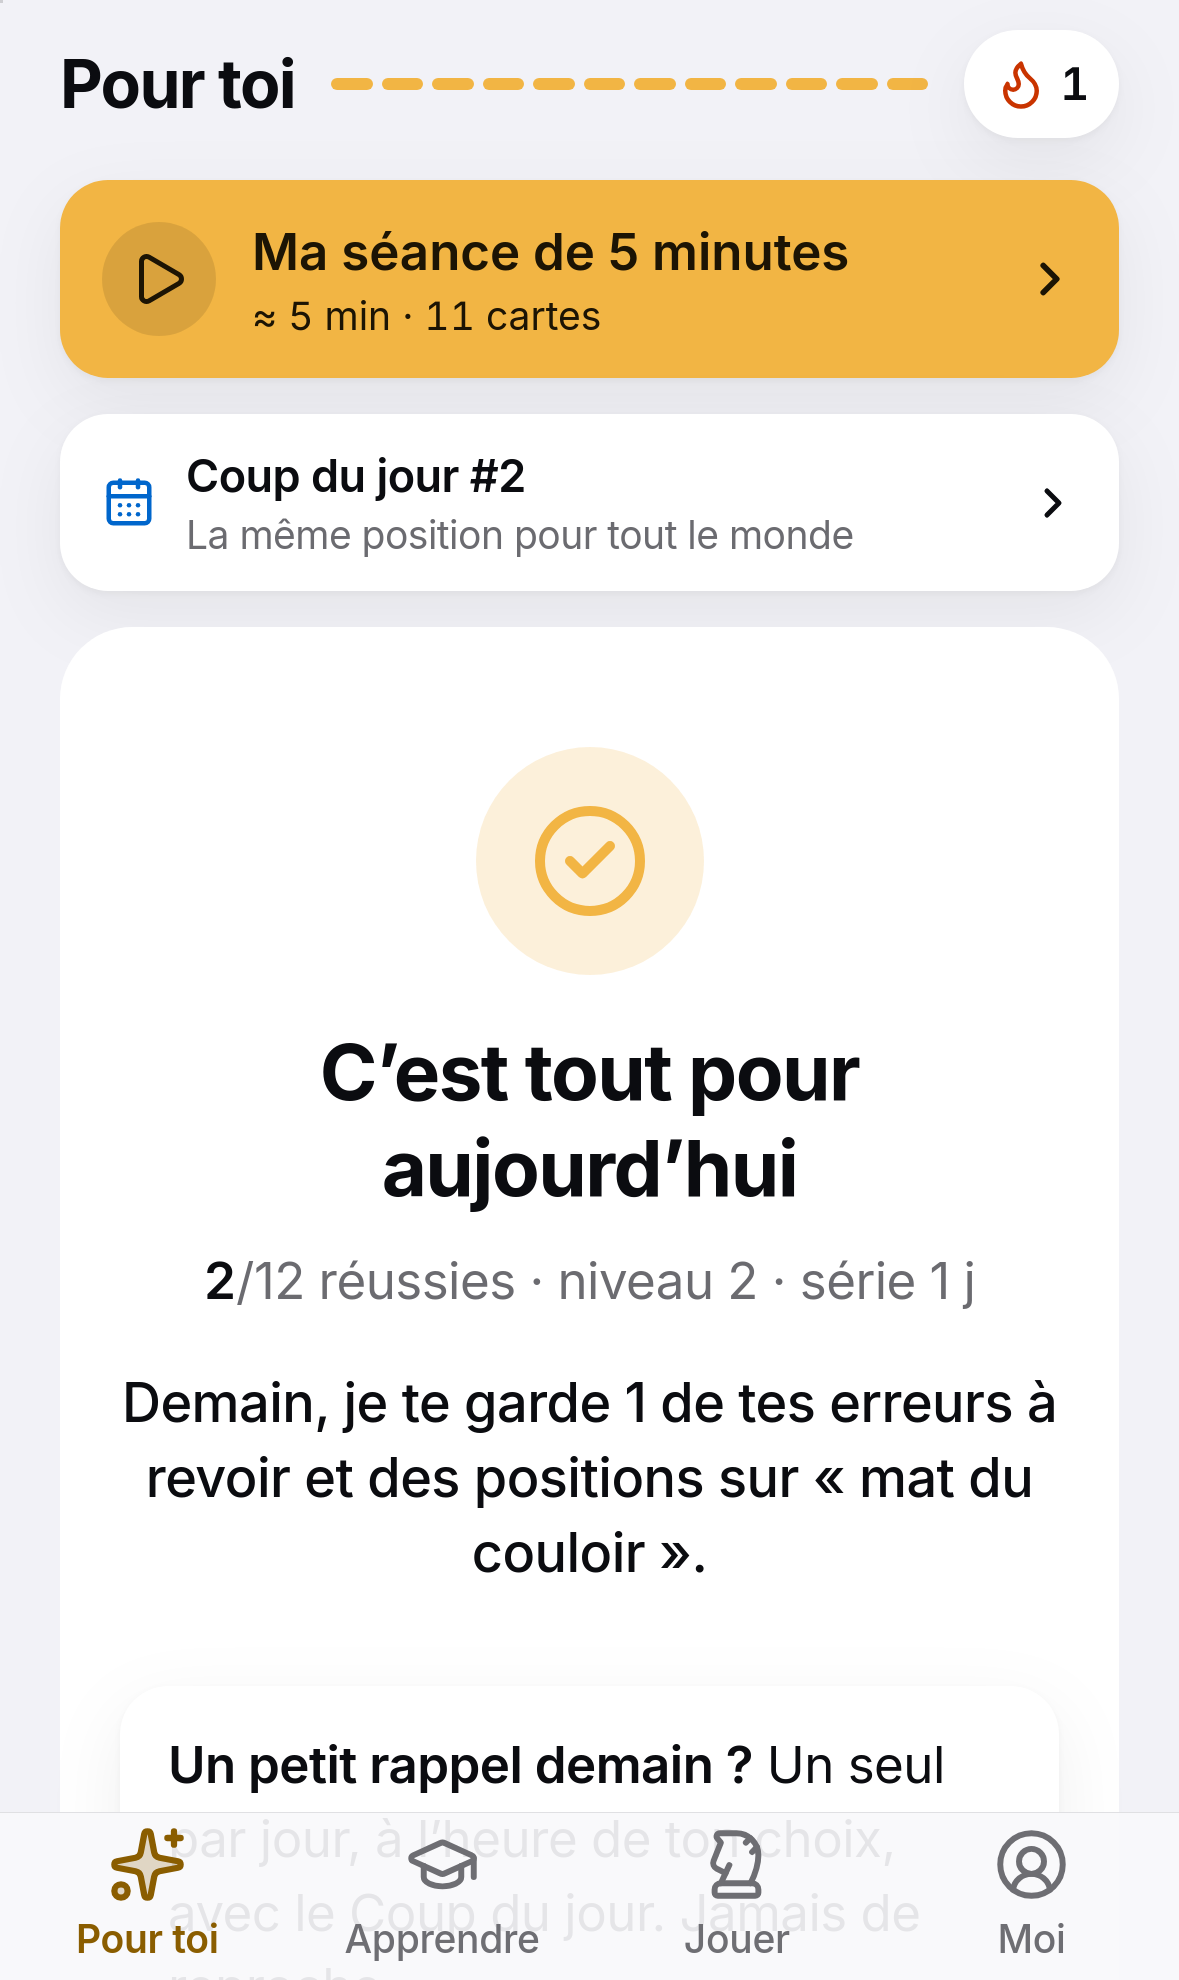 Pour toi
1
Ma séance de 5 minutes
≈ 5 min · 11 cartes
Coup du jour #2
La même position pour tout le monde
C’est tout pour
aujourd’hui
2/12 réussies · niveau 2 · série 1 j
Demain, je te garde 1 de tes erreurs à
revoir et des positions sur « mat du
couloir ».
Un petit rappel demain ? Un seul
par jour, à l’heure de ton choix,
avec le Coup du jour. Jamais de
Pour toi
Apprendre
Jouer
Moi